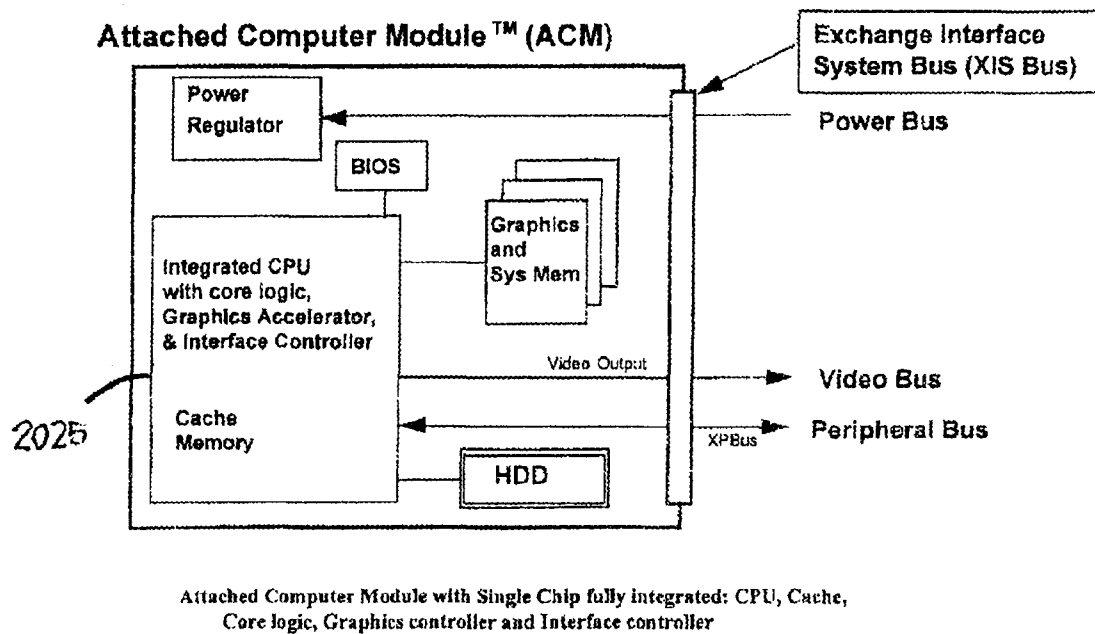 Attached Computer Module™ (ACM)
Exchange Interface
System Bus (XIS Bus)
Power
Regulator
Power Bus
BIOS
Graphics
and
Sys Mem
Integrated CPU
with core logic,
Graphics Accelerator,
& Interface Controller
Video Output
Video Bus
2025
Cache
Memory
XPBus
Peripheral Bus
HDD
Attached Computer Module with Single Chip fully integrated: CPU, Cache,
Core logic, Graphics controller and Interface controller